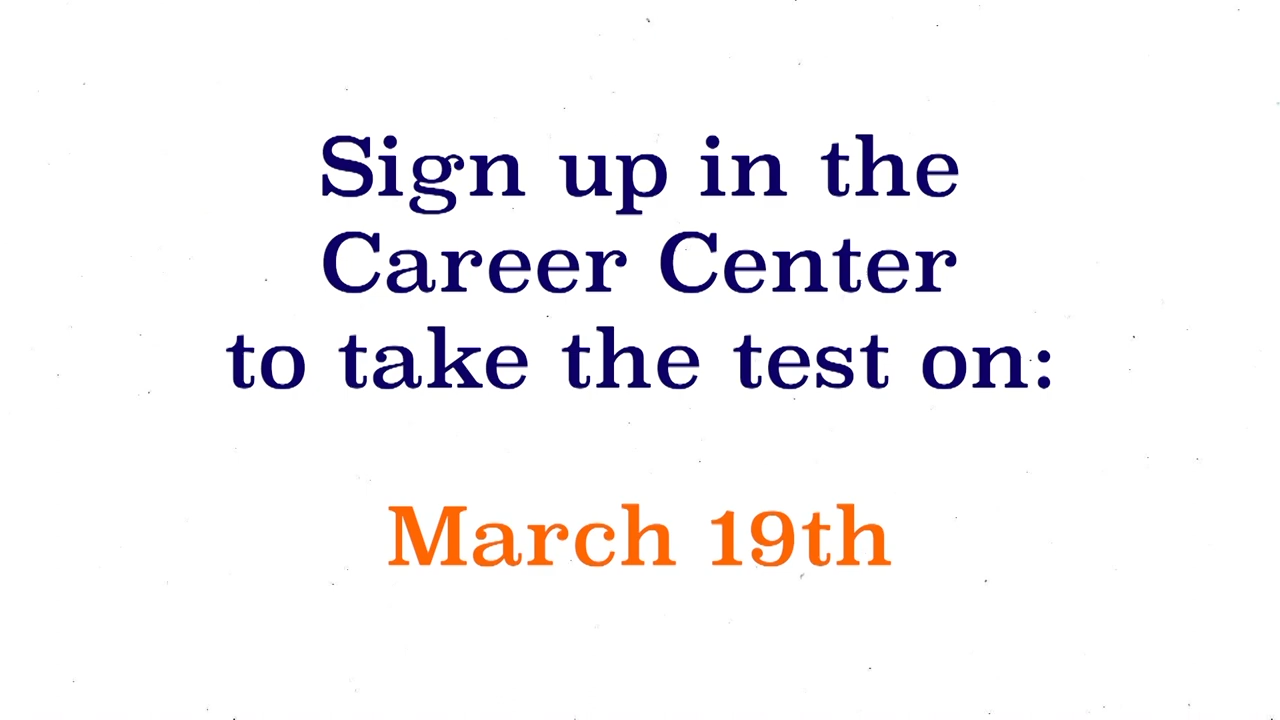 Sign up in the
Career Center
to take the test on:
March 19th